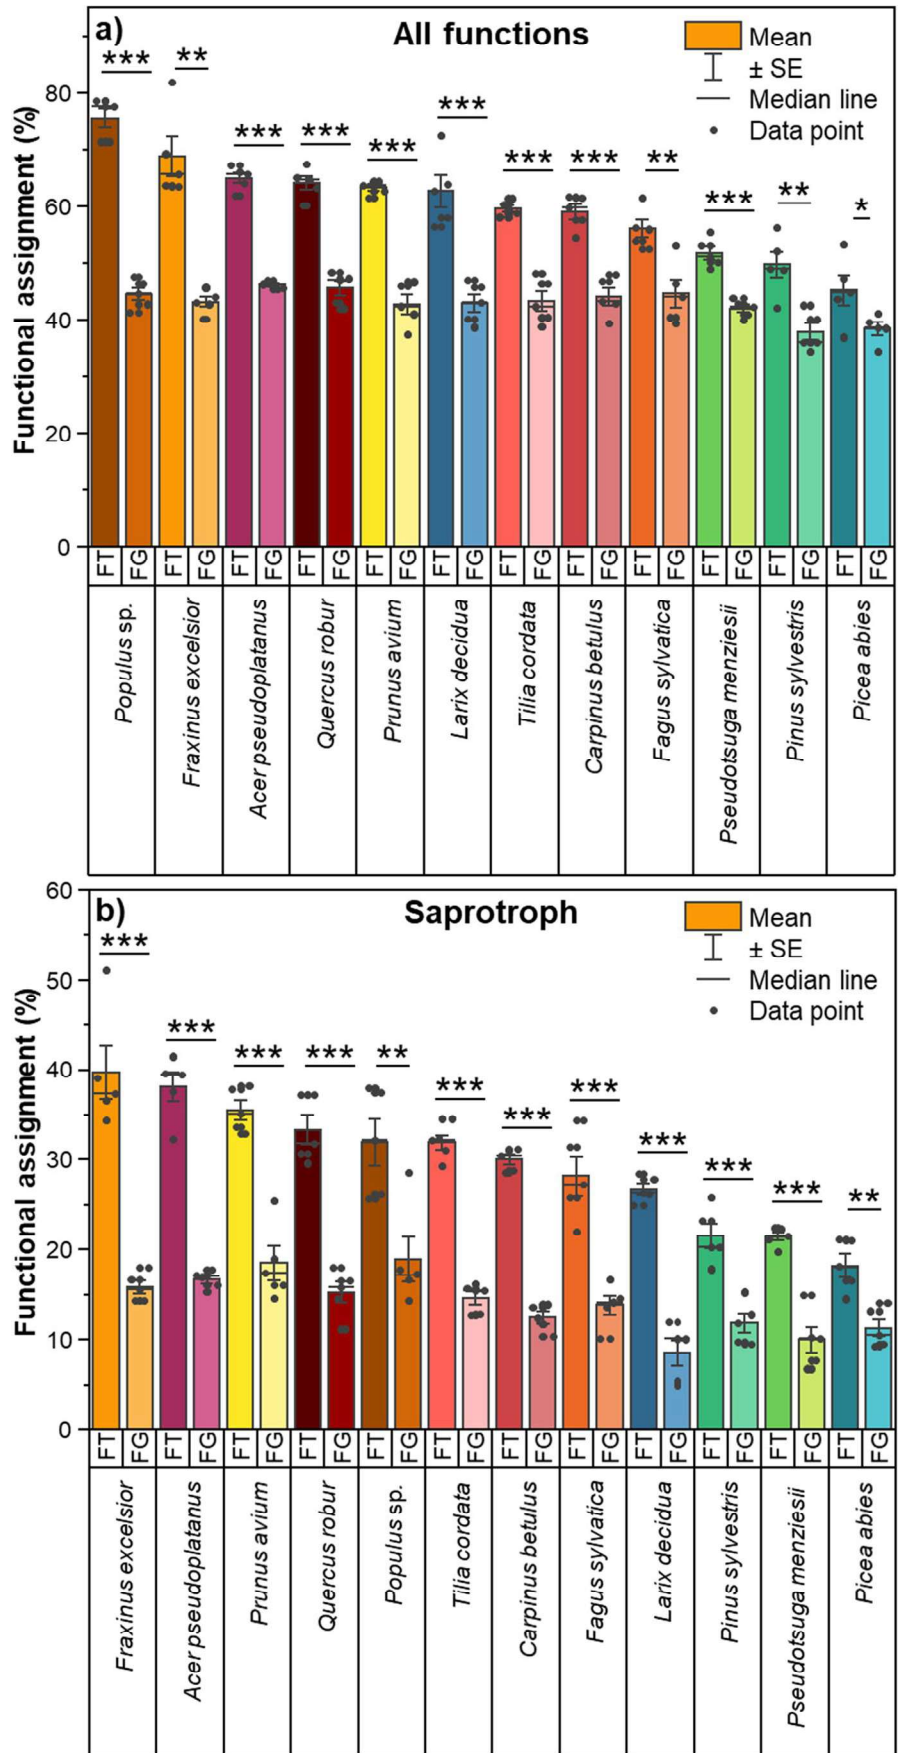 a)
All functions
Mean
± SE
Median line
Data point
*** ** *** *** *** *** *** *** ** *** ** *
Functional assignment (%)
80
60
40
20
0
FT FG FT FG FT FG FT FG FT FG FT FG FT FG FT FG FT FG FT FG FT FG FT FG
Populus sp.
Fraxinus excelsior
Acer pseudoplatanus
Quercus robur
Prunus avium
Larix decidua
Tilia cordata
Carpinus betulus
Fagus sylvatica
Pseudotsuga menziesii
Pinus sylvestris
Picea abies
b)
Saprotroph
Mean
± SE
Median line
Data point
*** *** *** *** ** *** *** *** *** *** *** **
Functional assignment (%)
60
50
40
30
20
10
0
FT FG FT FG FT FG FT FG FT FG FT FG FT FG FT FG FT FG FT FG FT FG FT FG
Fraxinus excelsior
Acer pseudoplatanus
Prunus avium
Quercus robur
Populus sp.
Tilia cordata
Carpinus betulus
Fagus sylvatica
Larix decidua
Pinus sylvestris
Pseudotsuga menziesii
Picea abies